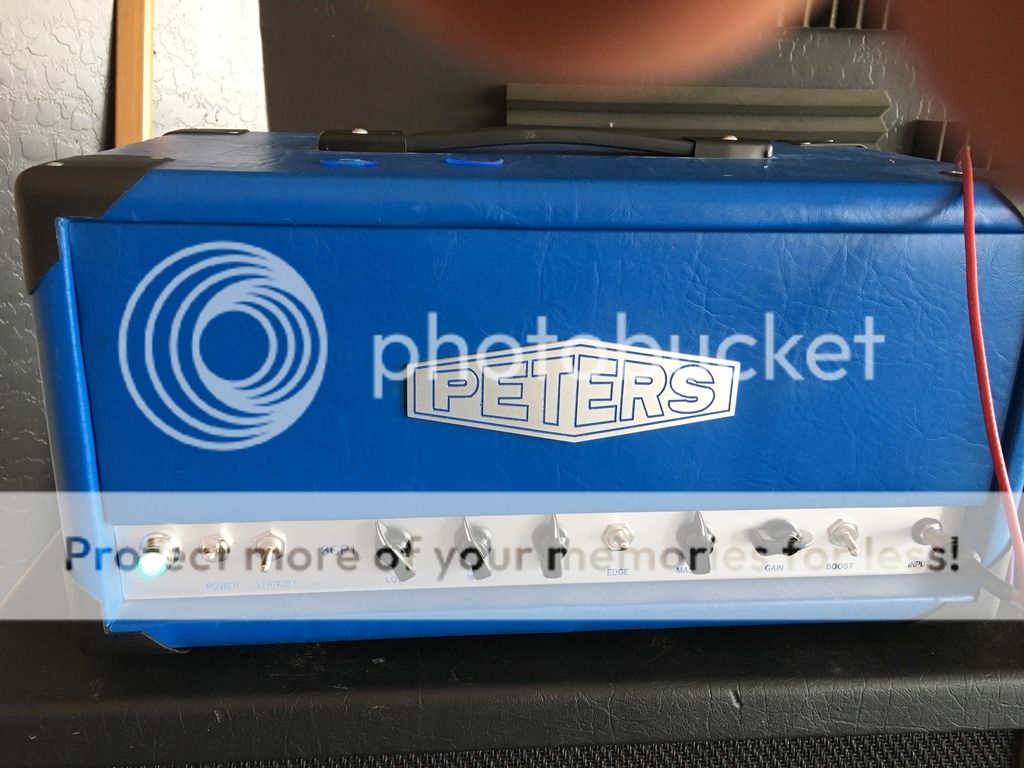 photobucket
PETERS
Protect more of your memories for less!
POWER STANDBY EDGE GAIN BOOST INPUT